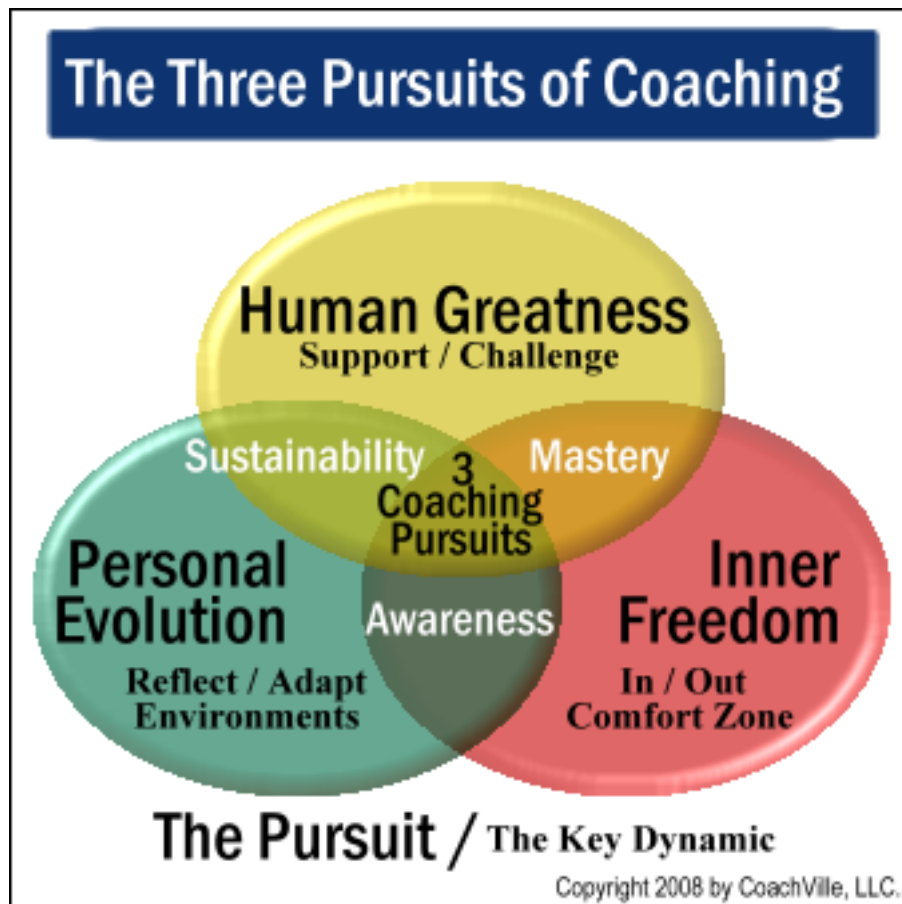 The Three Pursuits of Coaching
Human Greatness
Support / Challenge
Sustainability
Mastery
3
Coaching
Pursuits
Personal
Evolution
Reflect / Adapt
Environments
Awareness
Inner
Freedom
In / Out
Comfort Zone
The Pursuit / The Key Dynamic
Copyright 2008 by CoachVille, LLC.